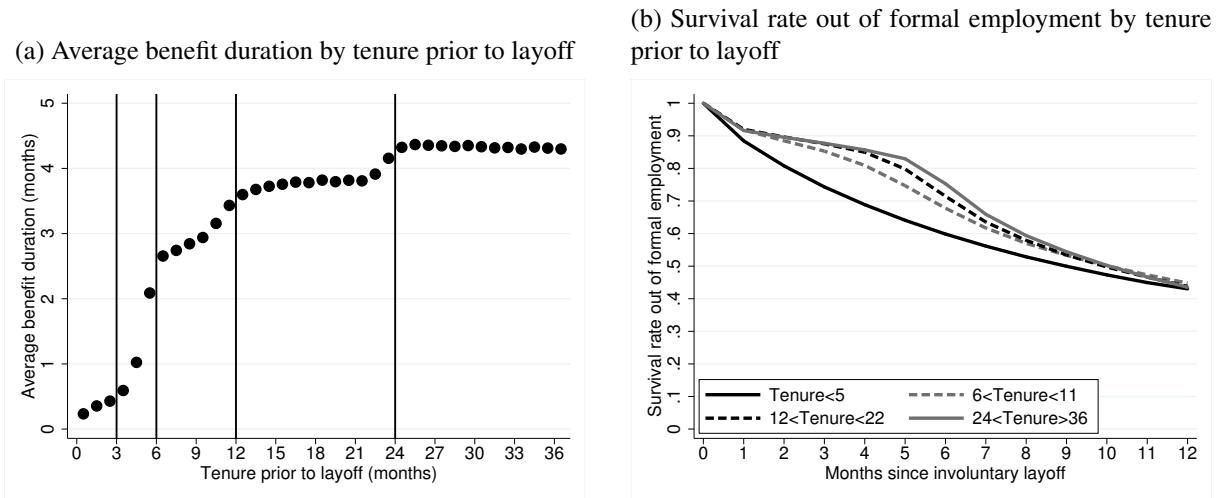 (a) Average benefit duration by tenure prior to layoff
Average benefit duration (months)
5
4
3
2
1
0
0 3 6 9 12 15 18 21 24 27 30 33 36
Tenure prior to layoff (months)
(b) Survival rate out of formal employment by tenure
prior to layoff
Survival rate out of formal employment
1
.9
.8
.7
.6
.5
.4
.3
.2
.1
0
Tenure<5 6<Tenure<11
12<Tenure<22 24<Tenure>36
0 1 2 3 4 5 6 7 8 9 10 11 12
Months since involuntary layoff